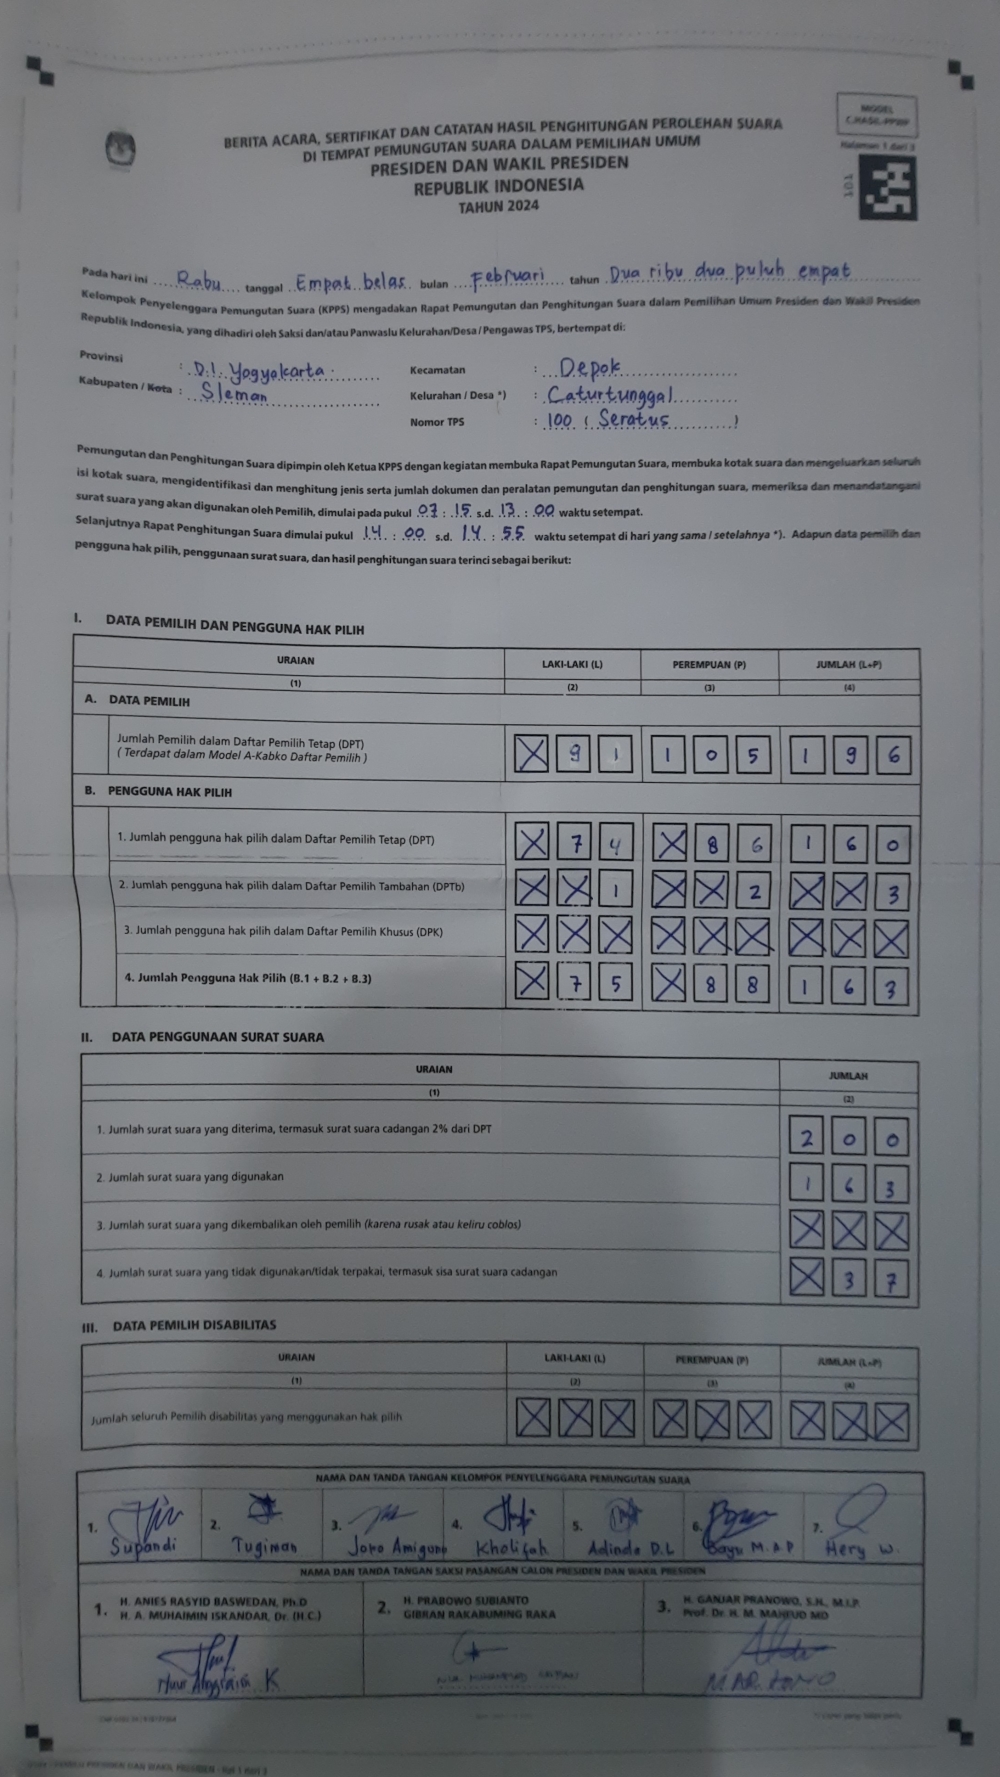 MODEL
C.HASIL-PPWP
Halaman 1 dari 3
101
BERITA ACARA, SERTIFIKAT DAN CATATAN HASIL PENGHITUNGAN PEROLEHAN SUARA
DI TEMPAT PEMUNGUTAN SUARA DALAM PEMILIHAN UMUM
PRESIDEN DAN WAKIL PRESIDEN
REPUBLIK INDONESIA
TAHUN 2024
Pada hari ini Rabu tanggal Empat belas bulan Februari tahun Dua ribu dua puluh empat
Kelompok Penyelenggara Pemungutan Suara (KPPS) mengadakan Rapat Pemungutan dan Penghitungan Suara dalam Pemilihan Umum Presiden dan Wakil Presiden
Republik Indonesia, yang dihadiri oleh Saksi dan/atau Panwaslu Kelurahan/Desa/Pengawas TPS, bertempat di:
Provinsi : D.I. Yogyakarta Kecamatan : Depok
Kabupaten / Kota : Sleman Kelurahan / Desa *) : Caturtunggal
Nomor TPS : 100 ( Seratus )
Pemungutan dan Penghitungan Suara dipimpin oleh Ketua KPPS dengan kegiatan membuka Rapat Pemungutan Suara, membuka kotak suara dan mengeluarkan seluruh
isi kotak suara, mengidentifikasi dan menghitung jenis serta jumlah dokumen dan peralatan pemungutan dan penghitungan suara, memeriksa dan menandatangani
surat suara yang akan digunakan oleh Pemilih, dimulai pada pukul 07 : 15 s.d. 13 : 00 waktu setempat.
Selanjutnya Rapat Penghitungan Suara dimulai pukul 14 : 00 s.d. 14 : 55 waktu setempat di hari yang sama / setelahnya *). Adapun data pemilih dan
pengguna hak pilih, penggunaan surat suara, dan hasil penghitungan suara terinci sebagai berikut:
I. DATA PEMILIH DAN PENGGUNA HAK PILIH
URAIAN LAKI-LAKI (L) PEREMPUAN (P) JUMLAH (L+P)
(1) (2) (3) (4)
A. DATA PEMILIH
Jumlah Pemilih dalam Daftar Pemilih Tetap (DPT) X 9 1 1 0 5 1 9 6
( Terdapat dalam Model A-Kabko Daftar Pemilih )
B. PENGGUNA HAK PILIH
1. Jumlah pengguna hak pilih dalam Daftar Pemilih Tetap (DPT) X 7 4 X 8 6 1 6 0
2. Jumlah pengguna hak pilih dalam Daftar Pemilih Tambahan (DPTb) X X 1 X X 2 X X 3
3. Jumlah pengguna hak pilih dalam Daftar Pemilih Khusus (DPK) X X X X X X X X X
4. Jumlah Pengguna Hak Pilih (B.1 + B.2 + B.3) X 7 5 X 8 8 1 6 3
II. DATA PENGGUNAAN SURAT SUARA
URAIAN JUMLAH
(1) (2)
1. Jumlah surat suara yang diterima, termasuk surat suara cadangan 2% dari DPT 2 0 0
2. Jumlah surat suara yang digunakan 1 6 3
3. Jumlah surat suara yang dikembalikan oleh pemilih (karena rusak atau keliru coblos) X X X
4. Jumlah surat suara yang tidak digunakan/tidak terpakai, termasuk sisa surat suara cadangan X 3 7
III. DATA PEMILIH DISABILITAS
URAIAN LAKI-LAKI (L) PEREMPUAN (P) JUMLAH (L+P)
(1) (2) (3) (4)
Jumlah seluruh Pemilih disabilitas yang menggunakan hak pilih X X X X X X X X X
NAMA DAN TANDA TANGAN KELOMPOK PENYELENGGARA PEMUNGUTAN SUARA
1. 2. 3. 4. 5. 6. 7.
Supandi Tugiman Joko Kholifah Adinda D.L Bayu M.A.P Hery W.
NAMA DAN TANDA TANGAN SAKSI PASANGAN CALON PRESIDEN DAN WAKIL PRESIDEN
1. H. ANIES RASYID BASWEDAN, Ph.D 2. H. PRABOWO SUBIANTO 3. H. GANJAR PRANOWO, S.H., M.I.P.
H. A. MUHAIMIN ISKANDAR, Dr. (H.C.) GIBRAN RAKABUMING RAKA Prof. Dr. H. M. MAHFUD MD
K MARTONO